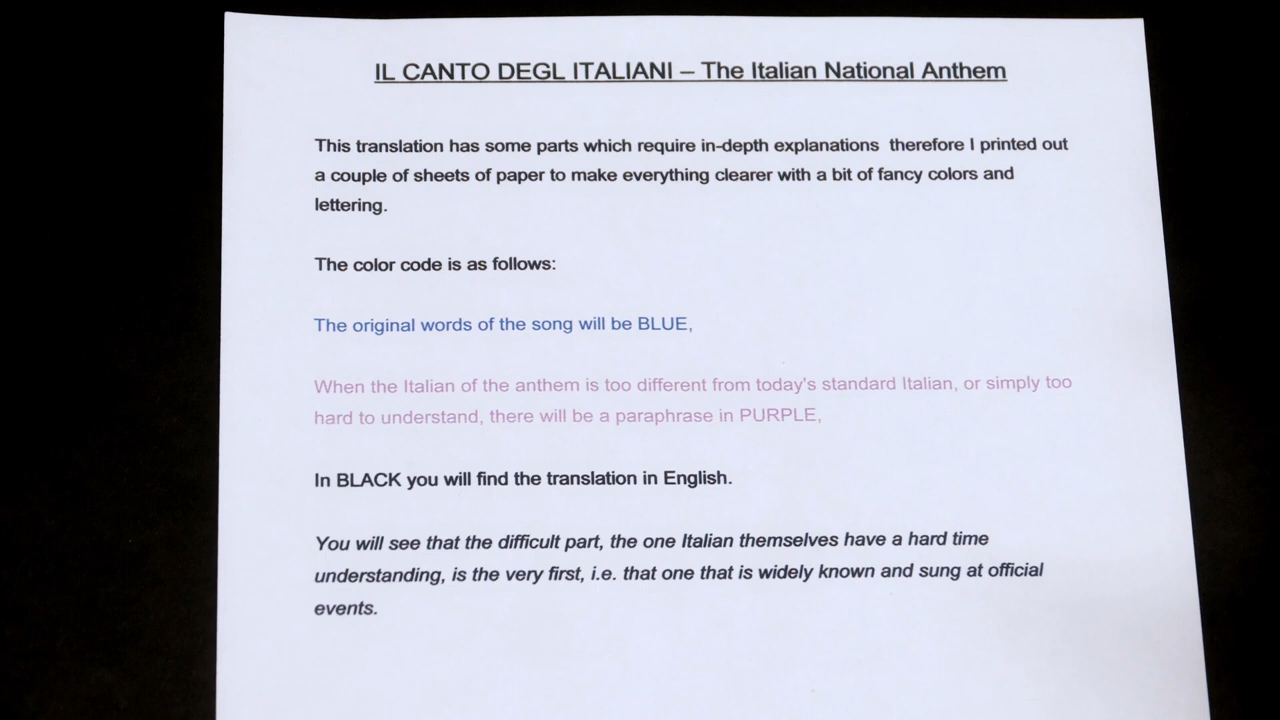 IL CANTO DEGL ITALIANI – The Italian National Anthem
This translation has some parts which require in-depth explanations therefore I printed out
a couple of sheets of paper to make everything clearer with a bit of fancy colors and
lettering.
The color code is as follows:
The original words of the song will be BLUE,
When the Italian of the anthem is too different from today's standard Italian, or simply too
hard to understand, there will be a paraphrase in PURPLE,
In BLACK you will find the translation in English.
You will see that the difficult part, the one Italian themselves have a hard time
understanding, is the very first, i.e. that one that is widely known and sung at official
events.